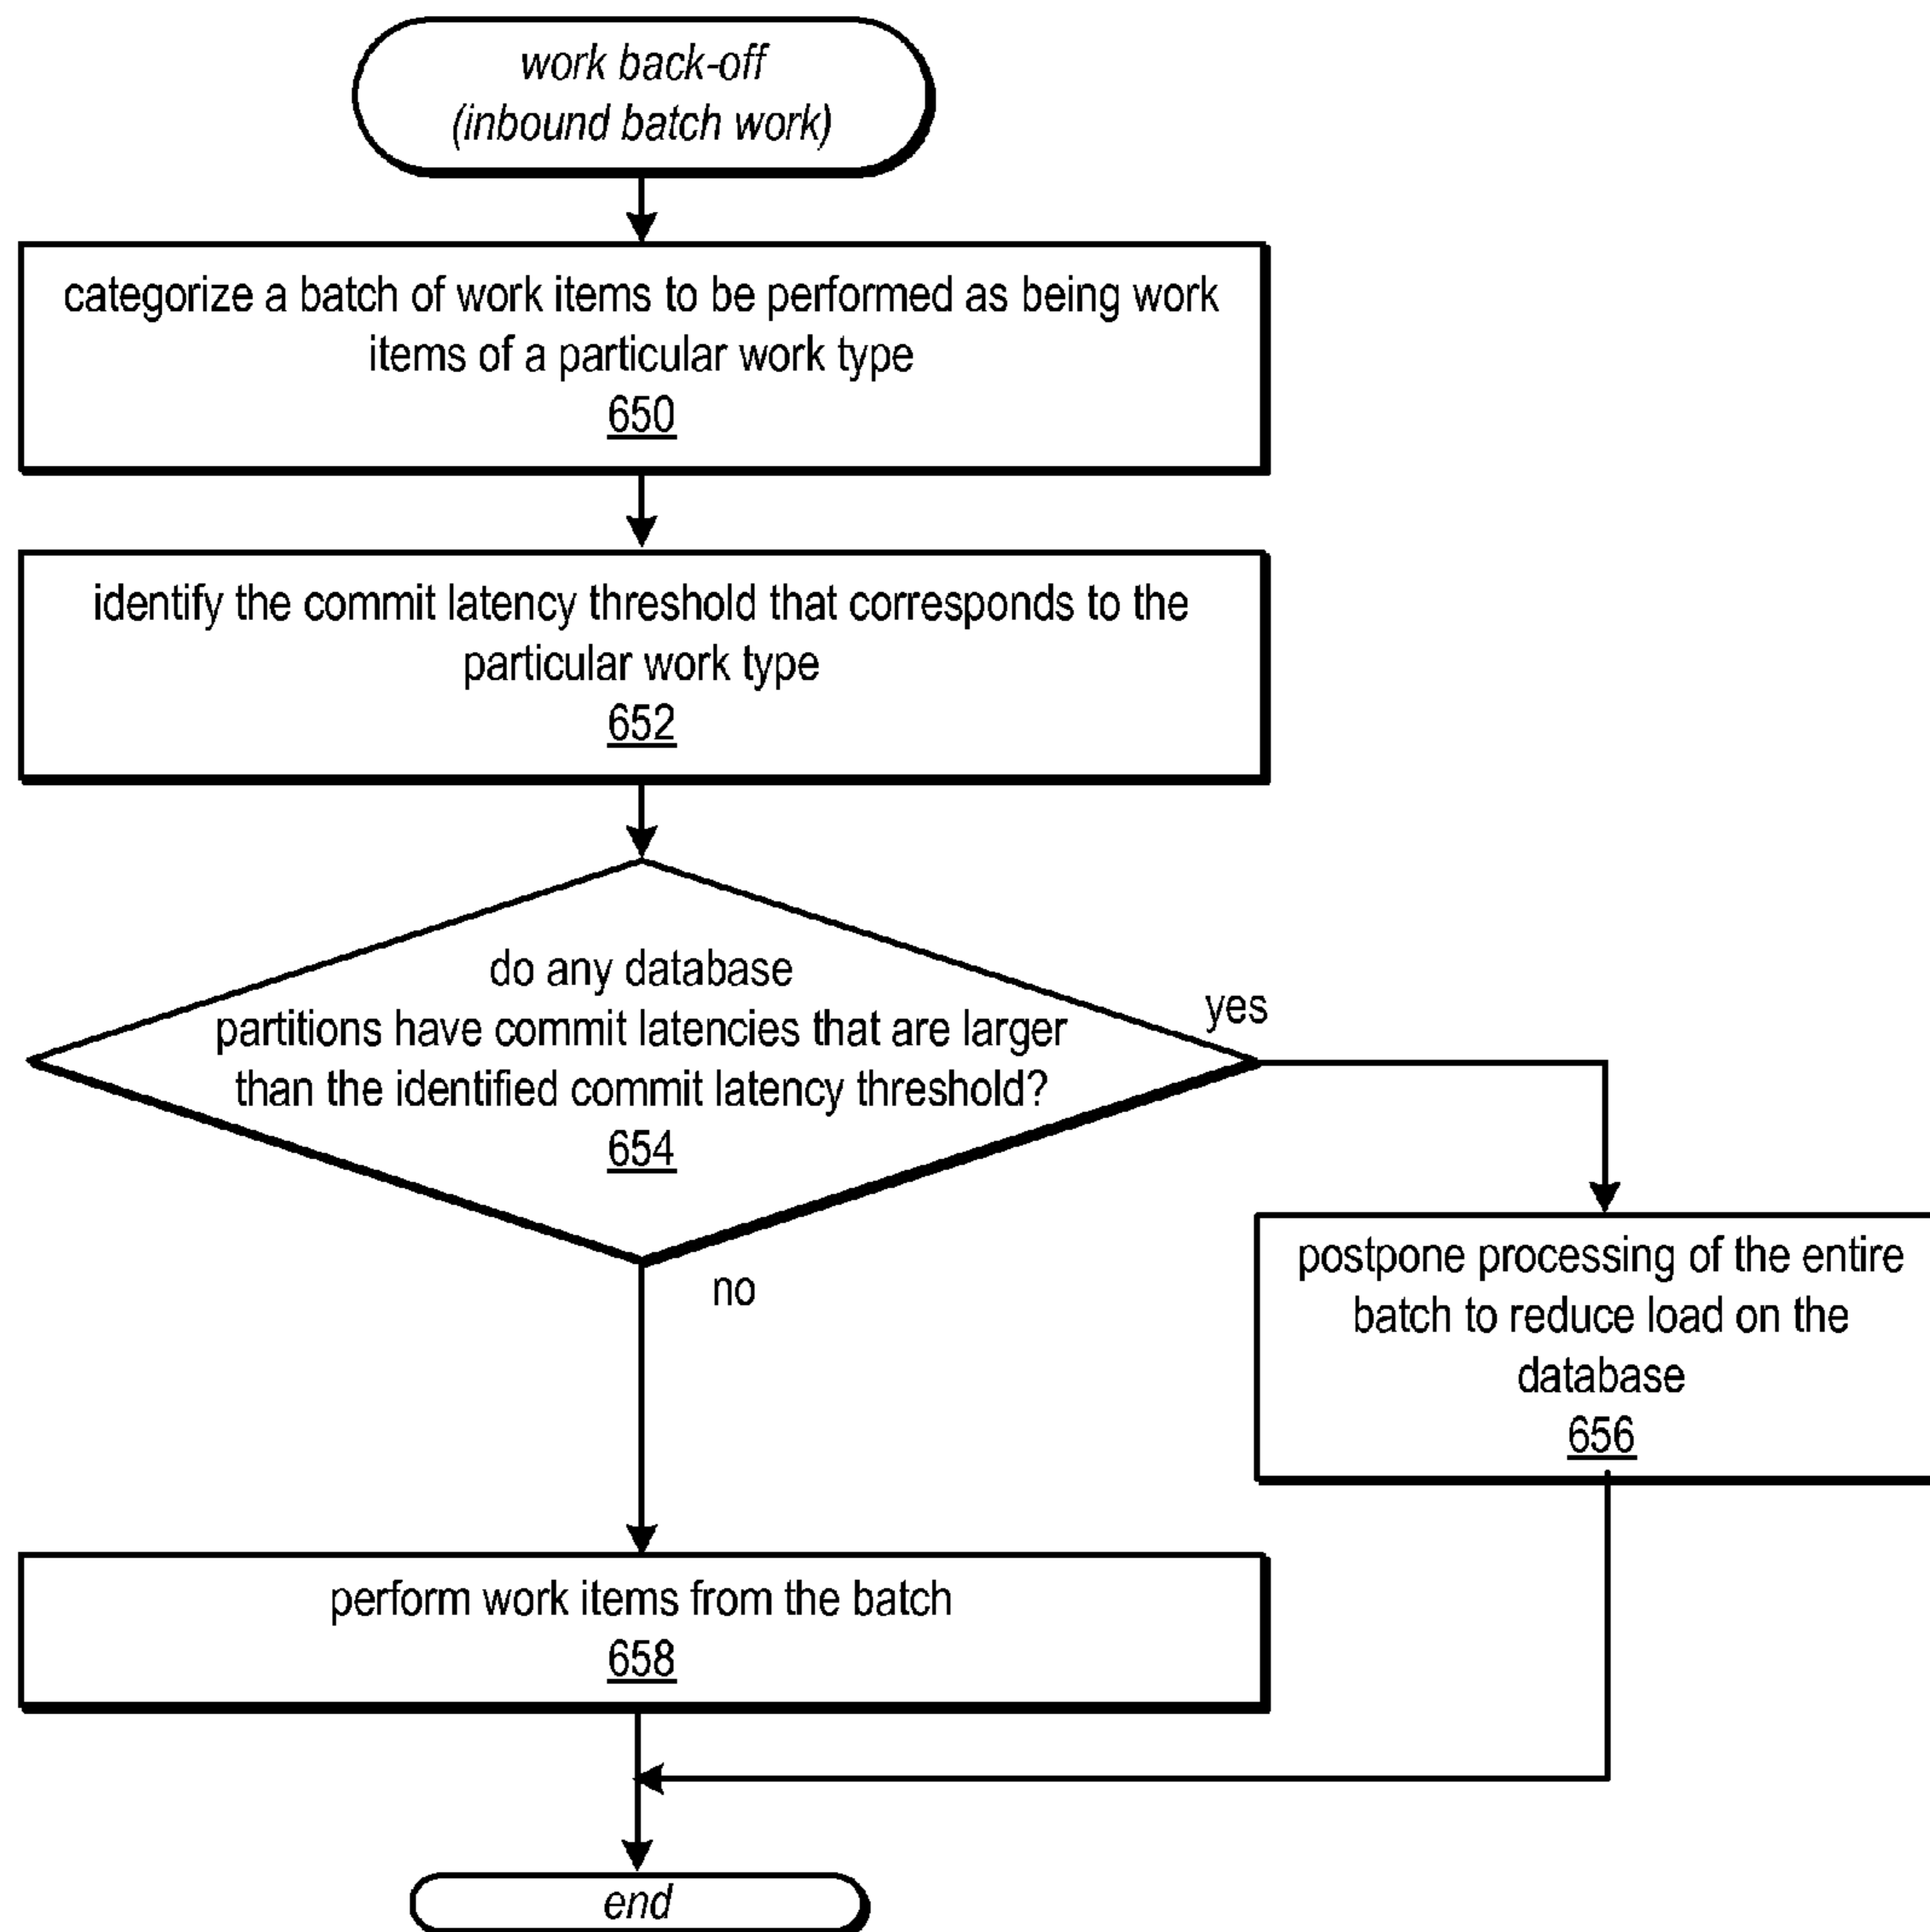 work back-off
(inbound batch work)
categorize a batch of work items to be performed as being work
items of a particular work type
650
identify the commit latency threshold that corresponds to the
particular work type
652
do any database
partitions have commit latencies that are larger
than the identified commit latency threshold?
654
yes
no
postpone processing of the entire
batch to reduce load on the
database
656
perform work items from the batch
658
end